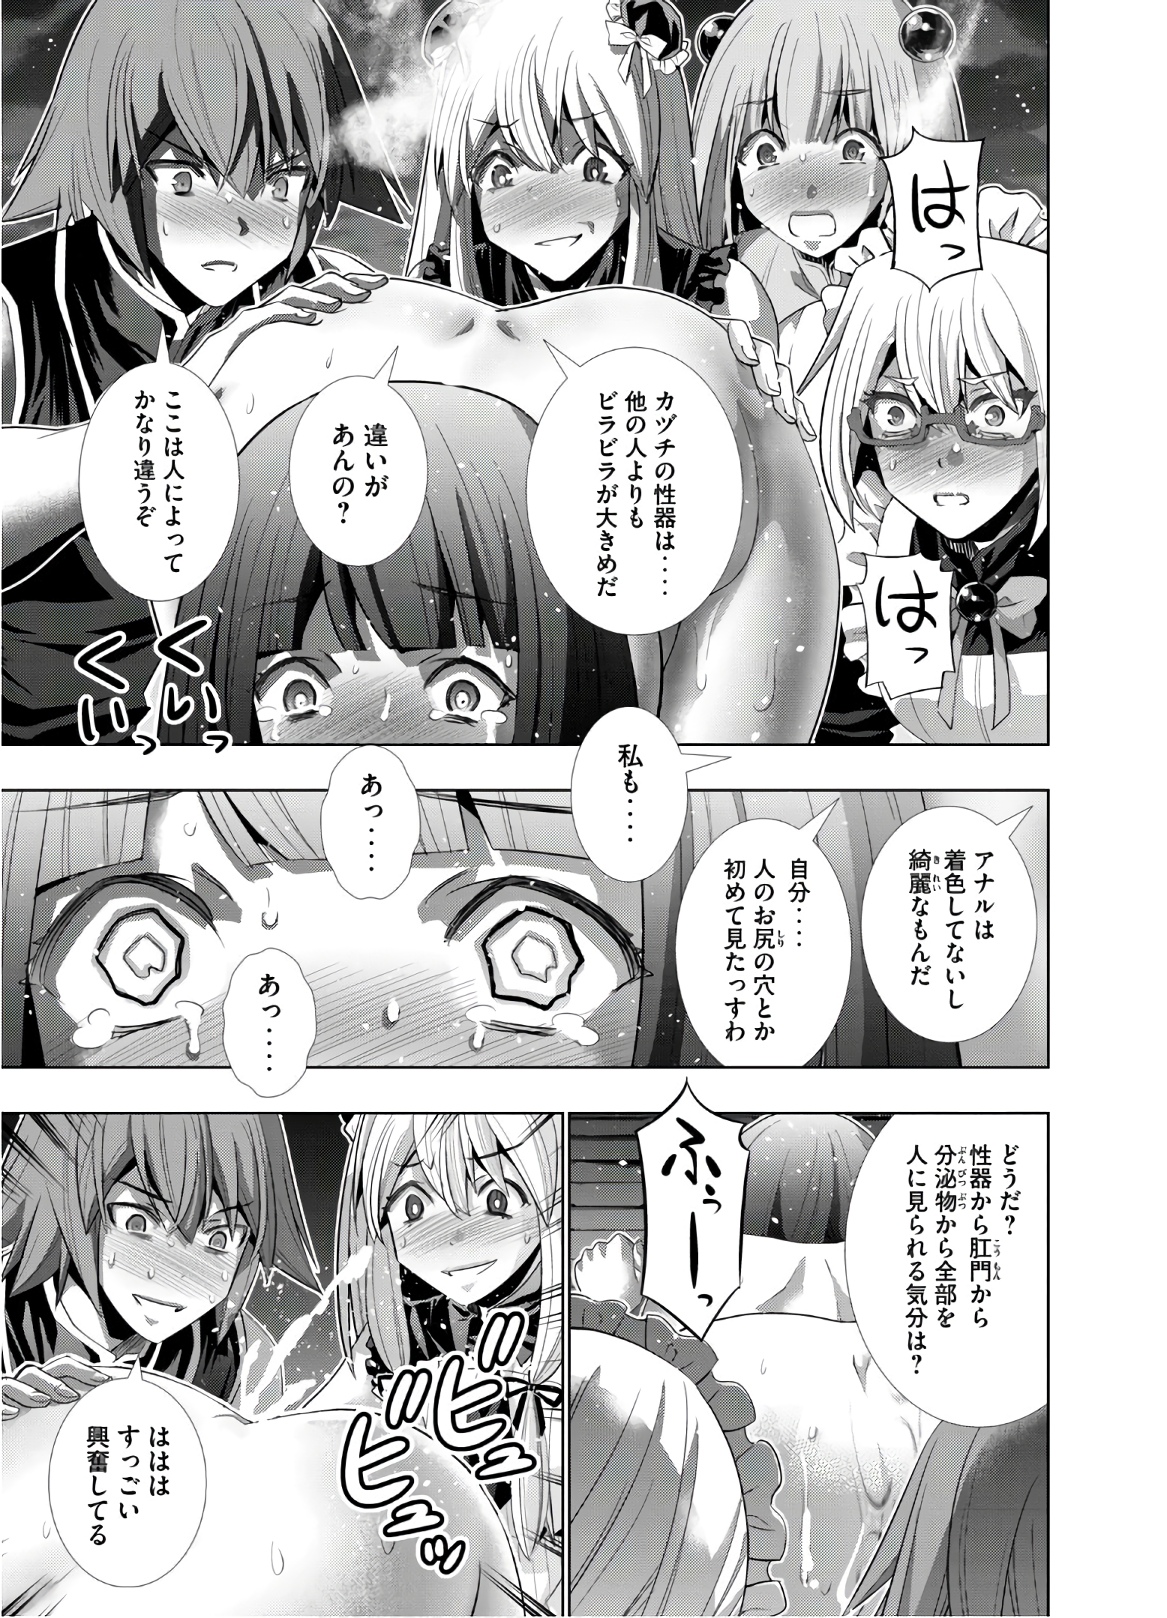 はっ
はっ
カヅチの性器は‥‥
他の人よりも
ビラビラが大きめだ
違いが
あんの？
ここは人によって
かなり違うぞ
くいっ
くいっ
アナルは
着色してないし
綺麗なもんだ
自分‥‥
人のお尻の穴とか
初めて見たっすわ
私も‥‥
あっ‥‥
あっ‥‥
どうだ？
性器から肛門から
分泌物から全部を
人に見られる気分は？
ふぅーっ
ビュッ
ビュッ
ははは
すっごい
興奮してる